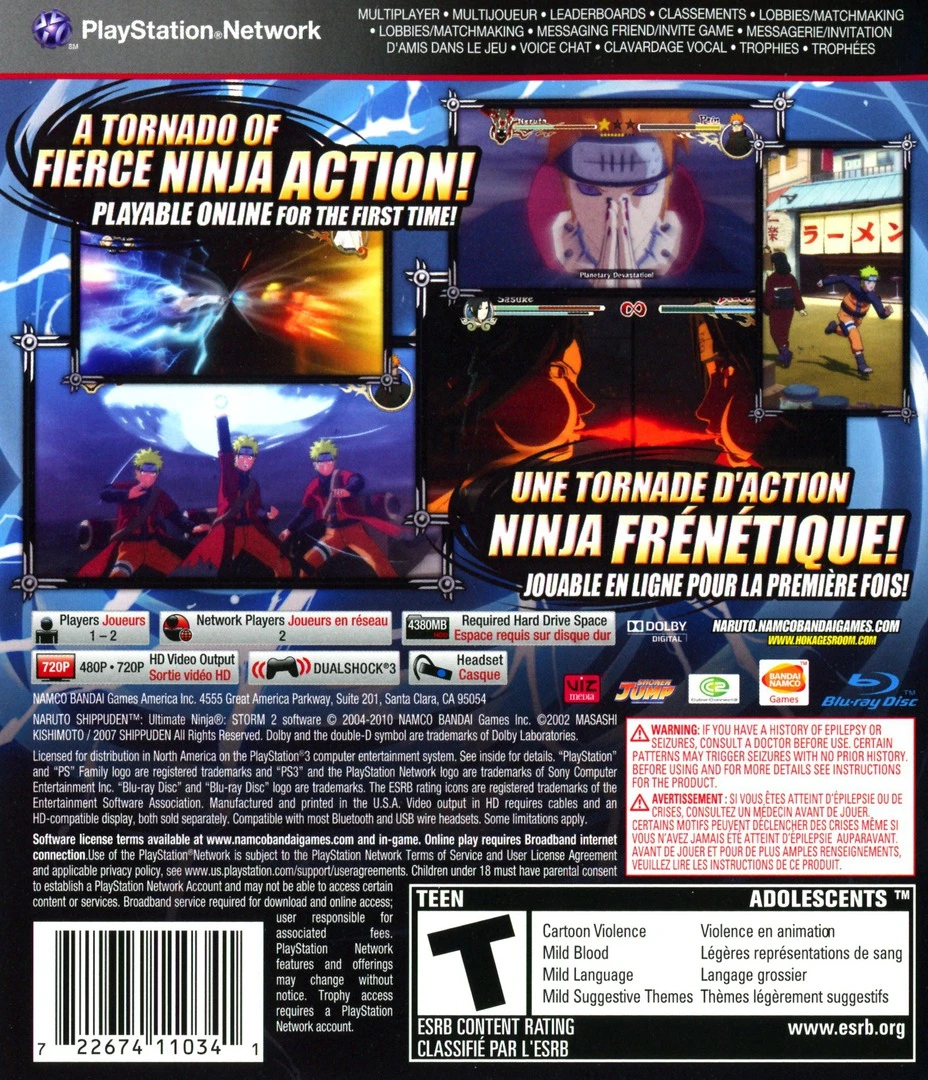 PlayStation®Network
SM
MULTIPLAYER • MULTIJOUEUR • LEADERBOARDS • CLASSEMENTS • LOBBIES/MATCHMAKING
• LOBBIES/MATCHMAKING • MESSAGING FRIEND/INVITE GAME • MESSAGERIE/INVITATION
D'AMIS DANS LE JEU • VOICE CHAT • CLAVARDAGE VOCAL • TROPHIES • TROPHÉES
A TORNADO OF
FIERCE NINJA ACTION!
PLAYABLE ONLINE FOR THE FIRST TIME!
Naruto
Pain
Planetary Devastation!
ラーメン
Sasuke
UNE TORNADE D'ACTION
NINJA FRÉNÉTIQUE!
JOUABLE EN LIGNE POUR LA PREMIÈRE FOIS!
Players Joueurs
1 – 2
Network Players Joueurs en réseau
2
4380MB
HDD
Required Hard Drive Space
Espace requis sur disque dur
DOLBY
DIGITAL
NARUTO.NAMCOBANDAIGAMES.COM
WWW.HOKAGESROOM.COM
720P
480P • 720P
HD Video Output
Sortie vidéo HD
DUALSHOCK®3
Headset
Casque
VIZ
media
SHONEN
JUMP
CyberConnect2
BANDAI
NAMCO
Games
TM
Blu-ray Disc
TM
NAMCO BANDAI Games America Inc. 4555 Great America Parkway, Suite 201, Santa Clara, CA 95054
NARUTO SHIPPUDEN™: Ultimate Ninja®: STORM 2 software © 2004-2010 NAMCO BANDAI Games Inc. ©2002 MASASHI
KISHIMOTO / 2007 SHIPPUDEN All Rights Reserved. Dolby and the double-D symbol are trademarks of Dolby Laboratories.
Licensed for distribution in North America on the PlayStation®3 computer entertainment system. See inside for details. “PlayStation”
and “PS” Family logo are registered trademarks and “PS3” and the PlayStation Network logo are trademarks of Sony Computer
Entertainment Inc. “Blu-ray Disc” and “Blu-ray Disc” logo are trademarks. The ESRB rating icons are registered trademarks of the
Entertainment Software Association. Manufactured and printed in the U.S.A. Video output in HD requires cables and an
HD-compatible display, both sold separately. Compatible with most Bluetooth and USB wire headsets. Some limitations apply.
Software license terms available at www.namcobandaigames.com and in-game. Online play requires Broadband internet
connection.Use of the PlayStation®Network is subject to the PlayStation Network Terms of Service and User License Agreement
and applicable privacy policy, see www.us.playstation.com/support/useragreements. Children under 18 must have parental consent
to establish a PlayStation Network Account and may not be able to access certain
content or services. Broadband service required for download and online access;
user responsible for
associated fees.
PlayStation Network
features and offerings
may change without
notice. Trophy access
requires a PlayStation
Network account.
WARNING: IF YOU HAVE A HISTORY OF EPILEPSY OR
SEIZURES, CONSULT A DOCTOR BEFORE USE. CERTAIN
PATTERNS MAY TRIGGER SEIZURES WITH NO PRIOR HISTORY.
BEFORE USING AND FOR MORE DETAILS SEE INSTRUCTIONS
FOR THE PRODUCT.
AVERTISSEMENT : SI VOUS ÊTES ATTEINT D'ÉPILEPSIE OU DE
CRISES, CONSULTEZ UN MÉDECIN AVANT DE JOUER.
CERTAINS MOTIFS PEUVENT DÉCLENCHER DES CRISES MÊME SI
VOUS N'AVEZ JAMAIS ÉTÉ ATTEINT D'ÉPILEPSIE AUPARAVANT.
AVANT DE JOUER ET POUR DE PLUS AMPLES RENSEIGNEMENTS,
VEUILLEZ LIRE LES INSTRUCTIONS DE CE PRODUIT.
TEEN
ADOLESCENTS ™
T
Cartoon Violence
Mild Blood
Mild Language
Mild Suggestive Themes
Violence en animation
Légères représentations de sang
Langage grossier
Thèmes légèrement suggestifs
ESRB CONTENT RATING
CLASSIFIÉ PAR L'ESRB
www.esrb.org
7 22674 11034 1